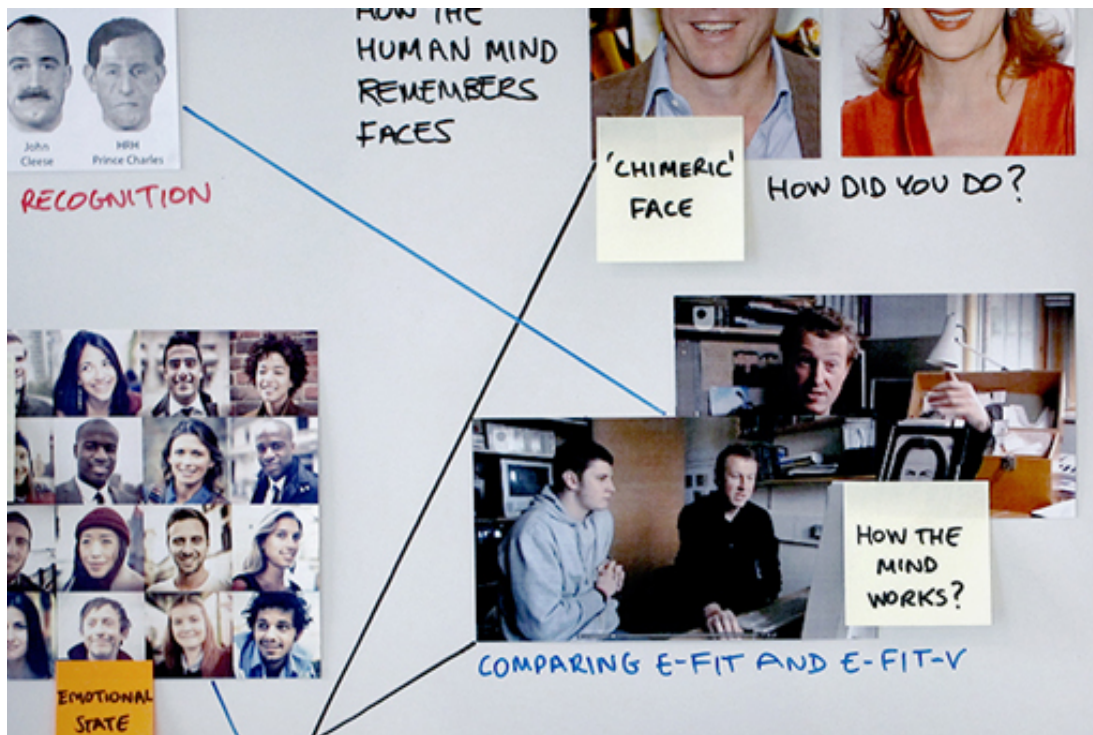 HOW THE
HUMAN MIND
REMEMBERS
FACES
John
Cleese
HRH
Prince Charles
RECOGNITION
'CHIMERIC'
FACE
HOW DID YOU DO?
HOW THE
MIND
WORKS?
COMPARING E-FIT AND E-FIT-V
EMOTIONAL
STATE